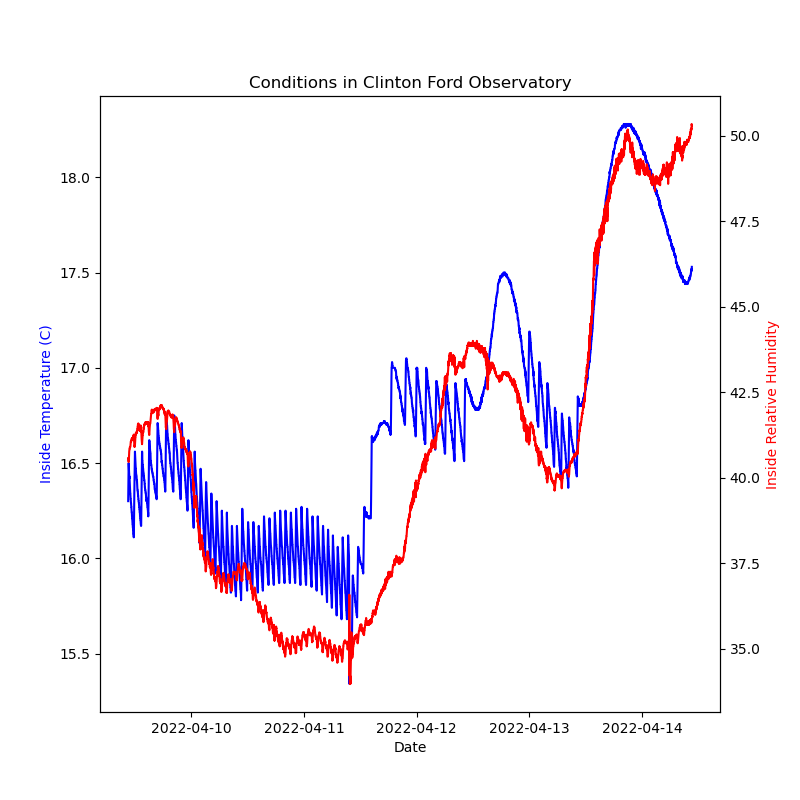 Conditions in Clinton Ford Observatory
Inside Temperature (C)
18.0
17.5
17.0
16.5
16.0
15.5
50.0
47.5
45.0
42.5
40.0
37.5
35.0
Inside Relative Humidity
2022-04-10 2022-04-11 2022-04-12 2022-04-13 2022-04-14
Date